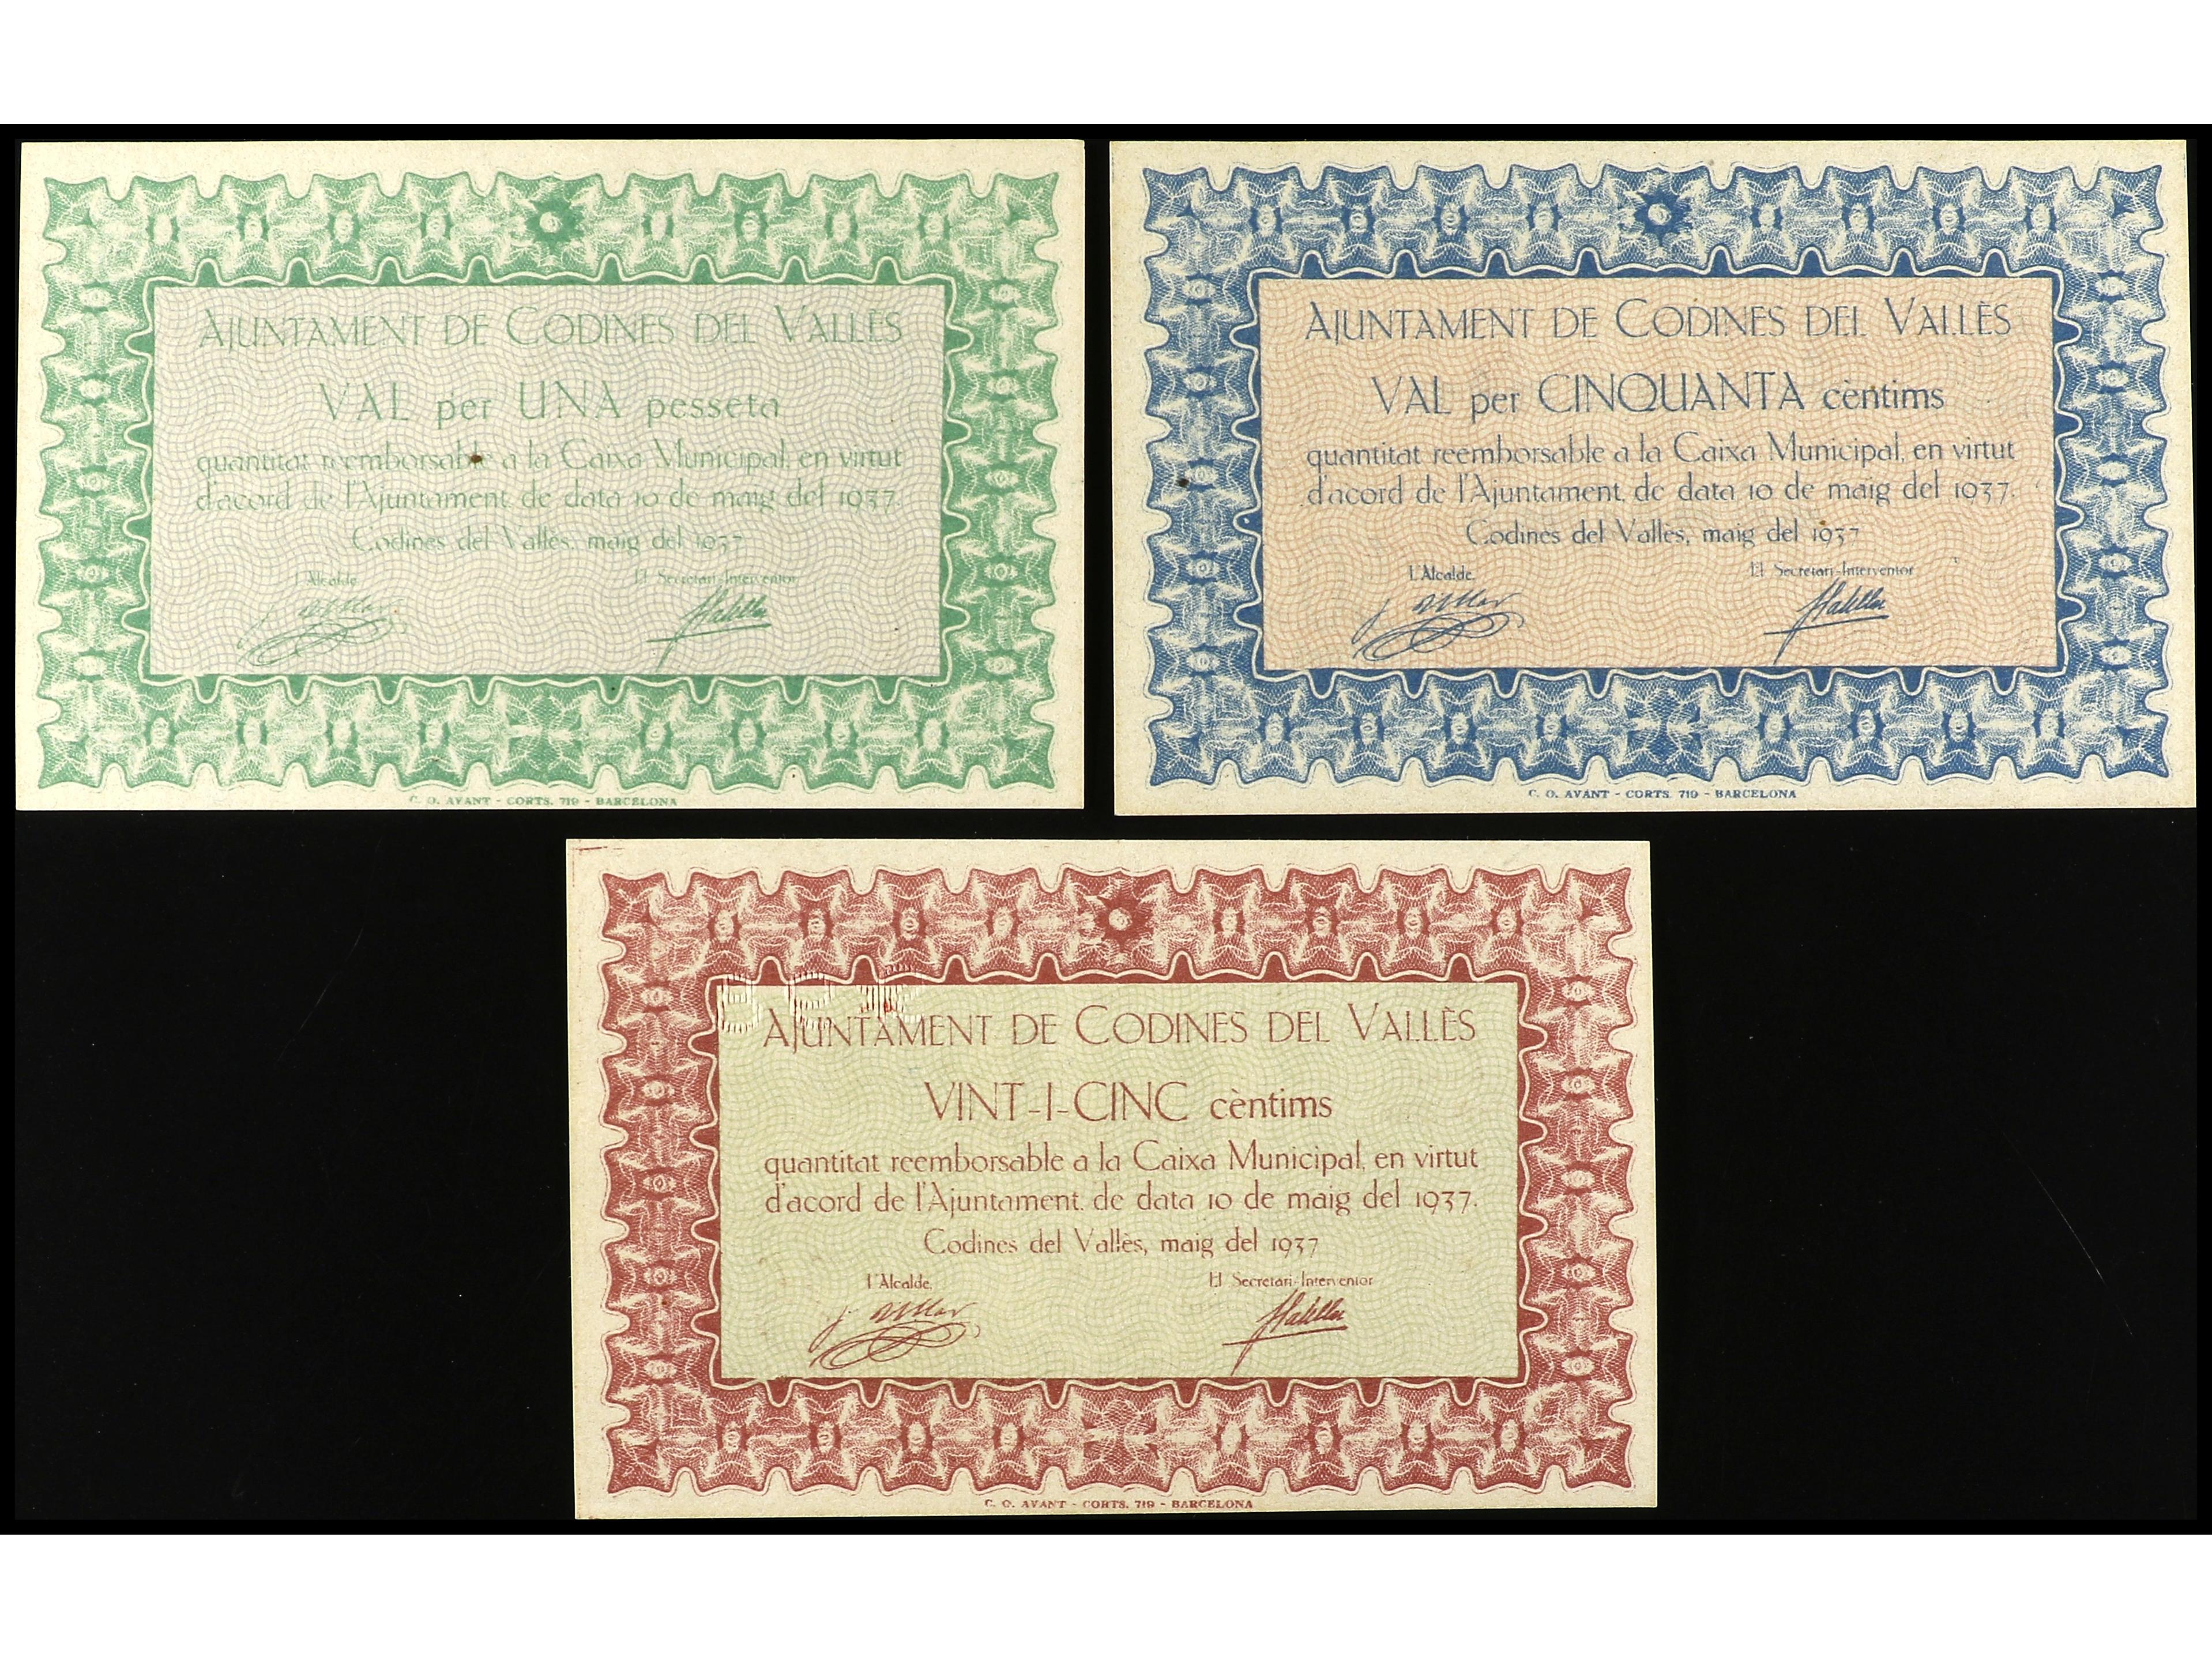 AJUNTAMENT DE CODINES DEL VALLÈS
VAL per UNA pesseta
quantitat reemborsable a la Caixa Municipal, en virtut
d'acord de l'Ajuntament, de data 10 de maig del 1937.
Codines del Vallès, maig del 1937
L'Alcalde,
El Secretari-Interventor
C. O. AVANT - CORTS, 719 - BARCELONA
AJUNTAMENT DE CODINES DEL VALLÈS
VAL per CINQUANTA cèntims
quantitat reemborsable a la Caixa Municipal, en virtut
d'acord de l'Ajuntament, de data 10 de maig del 1937.
Codines del Vallès, maig del 1937
L'Alcalde,
El Secretari-Interventor
C. O. AVANT - CORTS, 719 - BARCELONA
AJUNTAMENT DE CODINES DEL VALLÈS
VINT-I-CINC cèntims
quantitat reemborsable a la Caixa Municipal, en virtut
d'acord de l'Ajuntament, de data 10 de maig del 1937.
Codines del Vallès, maig del 1937
L'Alcalde,
El Secretari-Interventor
C. O. AVANT - CORTS, 719 - BARCELONA